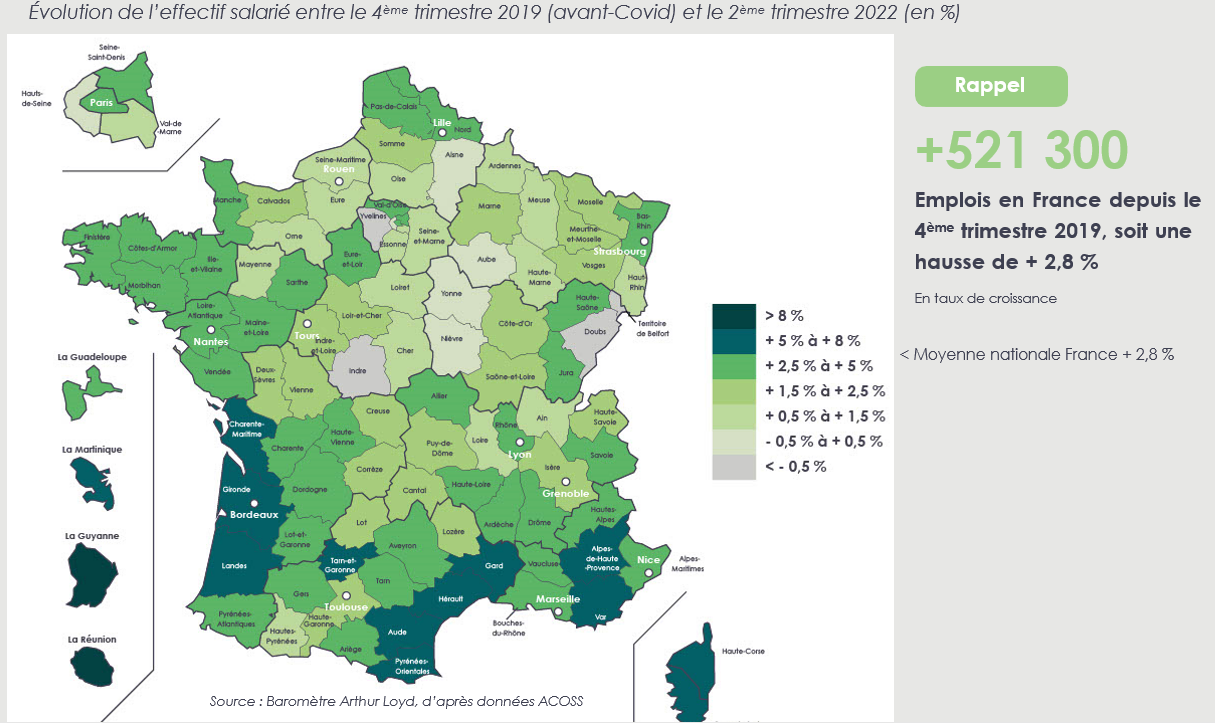 Évolution de l’effectif salarié entre le 4ème trimestre 2019 (avant-Covid) et le 2ème trimestre 2022 (en %)
Seine-
Saint-Denis
Hauts-
de-Seine
Paris
Val-de
-Marne
Pas-de-Calais
Lille
Nord
Somme
Aisne
Seine-Maritime
Rouen
Ardennes
Oise
Manche
Calvados
Eure
Val-d'Oise
Yvelines
Marne
Meuse
Moselle
Bas-
Rhin
Meurthe-
et-Moselle
Strasbourg
Finistère
Côtes-d'Armor
Orne
Essonne
Seine-
et-Marne
Ille-
et-Vilaine
Mayenne
Eure-
et-Loir
Aube
Vosges
Haute-
Marne
Haut-
Rhin
Morbihan
Sarthe
Loiret
Yonne
Haute-
Saône
Territoire
de Belfort
Loire-
Atlantique
Maine-
et-Loire
Loir-et-Cher
Côte-d'Or
Doubs
Nantes
Tours
Indre-
et-Loire
Cher
Nièvre
Vendée
Deux-
Sèvres
Vienne
Indre
Saône-et-Loire
Jura
Allier
Charente-
Maritime
Creuse
Rhône
Ain
Haute-
Savoie
Charente
Haute-
Vienne
Puy-de-
Dôme
Loire
Lyon
Savoie
Corrèze
Isère
Grenoble
Gironde
Bordeaux
Dordogne
Cantal
Haute-Loire
Lot-et-
Garonne
Lot
Lozère
Ardèche
Drôme
Hautes-
Alpes
Aveyron
Landes
Tarn-et-
Garonne
Gard
Vaucluse
Alpes-
de-Haute
-Provence
Nice
Alpes-
Maritimes
Gers
Tarn
Toulouse
Hérault
Marseille
Var
Bouches-
du-Rhône
Pyrénées-
Atlantiques
Hautes-
Pyrénées
Haute-
Garonne
Ariège
Aude
Pyrénées-
Orientales
Haute-Corse
La Guadeloupe
La Martinique
La Guyanne
La Réunion
> 8 %
+ 5 % à + 8 %
+ 2,5 % à + 5 %
+ 1,5 % à + 2,5 %
+ 0,5 % à + 1,5 %
- 0,5 % à + 0,5 %
< - 0,5 %
Source : Baromètre Arthur Loyd, d’après données ACOSS
Rappel
+521 300
Emplois en France depuis le
4ème trimestre 2019, soit une
hausse de + 2,8 %
En taux de croissance
< Moyenne nationale France + 2,8 %